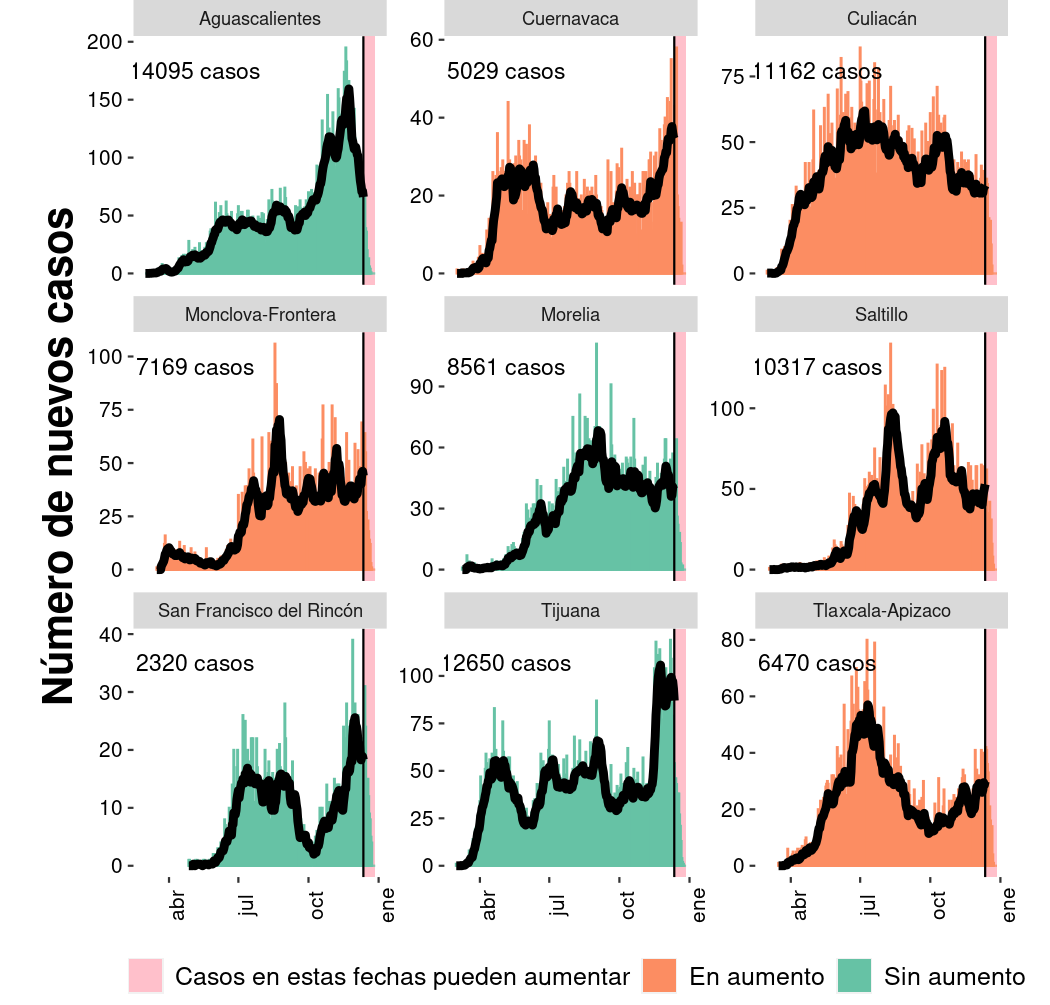 Número de nuevos casos
Aguascalientes
Cuernavaca
Culiacán
200
150
100
50
0
14095 casos
60
40
20
0
5029 casos
75
50
25
0
11162 casos
Monclova-Frontera
Morelia
Saltillo
100
75
50
25
0
7169 casos
90
60
30
0
8561 casos
100
50
0
10317 casos
San Francisco del Rincón
Tijuana
Tlaxcala-Apizaco
40
30
20
10
0
2320 casos
100
75
50
25
0
12650 casos
80
60
40
20
0
6470 casos
abr jul oct ene
abr jul oct ene
abr jul oct ene
Casos en estas fechas pueden aumentar En aumento Sin aumento